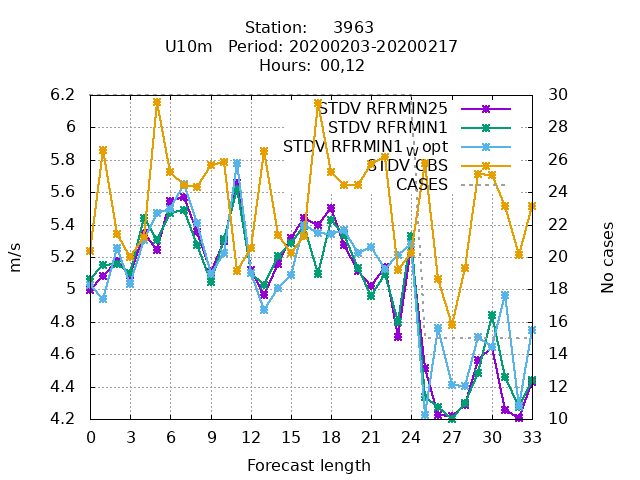 Station: 3963
U10m Period: 20200203-20200217
Hours: 00,12
STDV RFRMIN25
STDV RFRMIN1
STDV RFRMIN1_w opt
STDV OBS
CASES
6.2
6
5.8
5.6
5.4
5.2
5
4.8
4.6
4.4
4.2
m/s
30
28
26
24
22
20
18
16
14
12
10
No cases
0 3 6 9 12 15 18 21 24 27 30 33
Forecast length